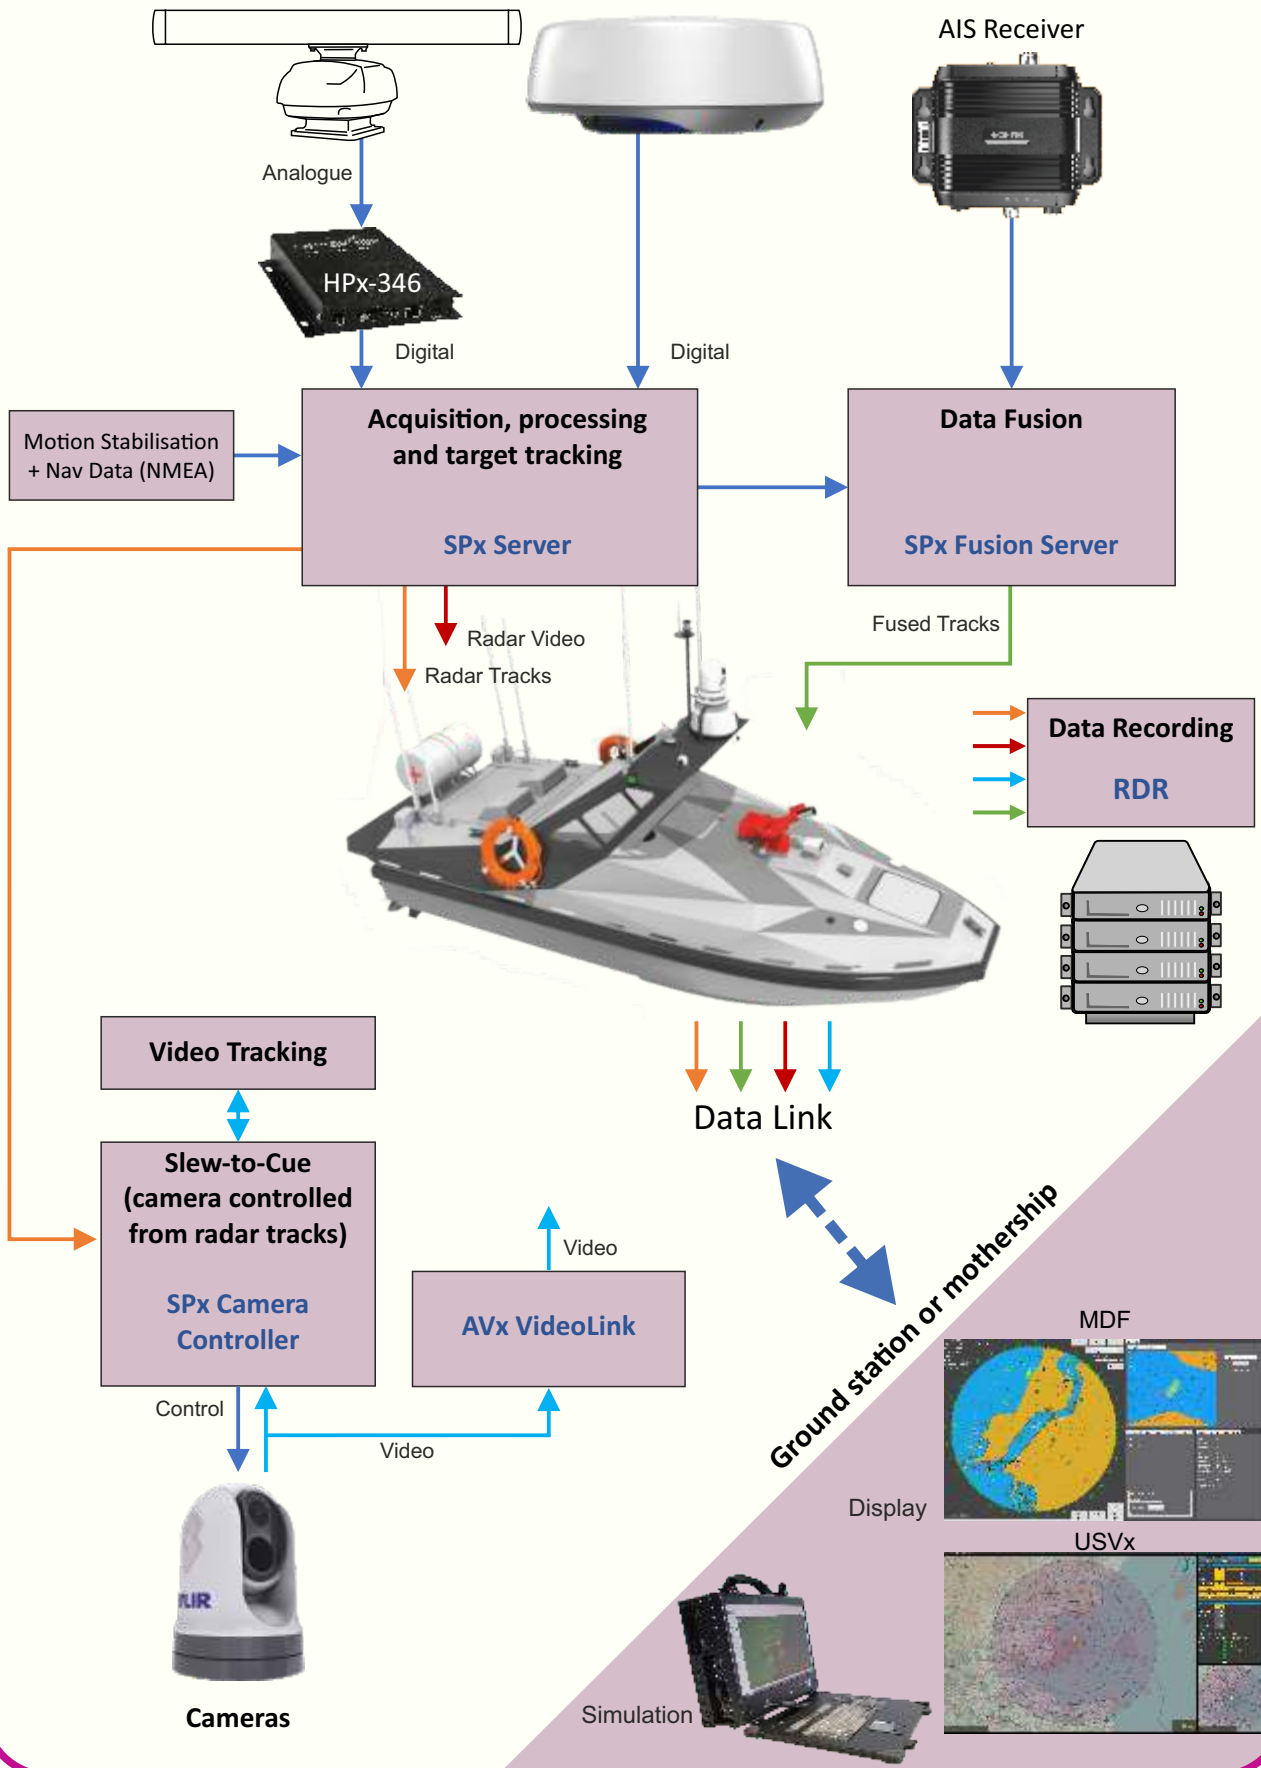 AIS Receiver
Analogue
HPx-346
Digital
Digital
Acquisition, processing
and target tracking
SPx Server
Data Fusion
SPx Fusion Server
Motion Stabilisation
+ Nav Data (NMEA)
Radar Video
Radar Tracks
Fused Tracks
Data Recording
RDR
Video Tracking
Slew-to-Cue
(camera controlled
from radar tracks)
SPx Camera
Controller
Data Link
Video
AVx VideoLink
Control
Video
Cameras
Ground station or mothership
MDF
Display
USVx
Simulation